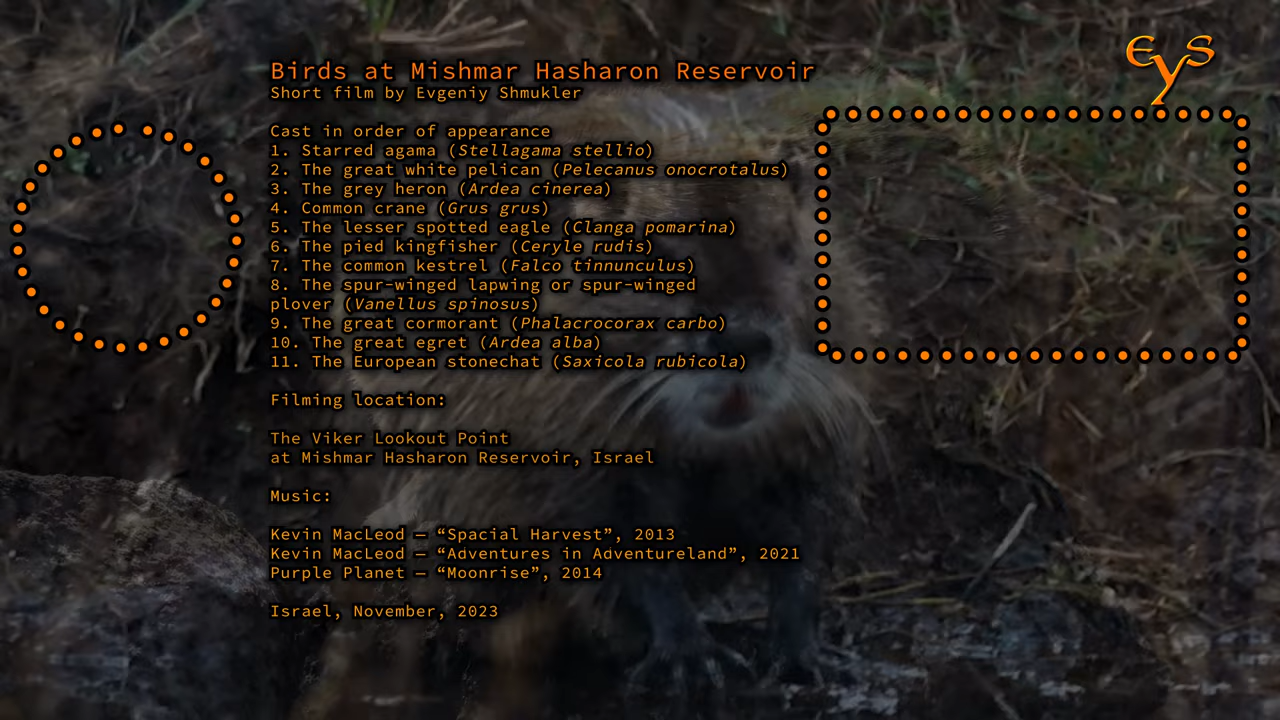 EyS
Birds at Mishmar Hasharon Reservoir
Short film by Evgeniy Shmukler
Cast in order of appearance
1. Starred agama (Stellagama stellio)
2. The great white pelican (Pelecanus onocrotalus)
3. The grey heron (Ardea cinerea)
4. Common crane (Grus grus)
5. The lesser spotted eagle (Clanga pomarina)
6. The pied kingfisher (Ceryle rudis)
7. The common kestrel (Falco tinnunculus)
8. The spur-winged lapwing or spur-winged
plover (Vanellus spinosus)
9. The great cormorant (Phalacrocorax carbo)
10. The great egret (Ardea alba)
11. The European stonechat (Saxicola rubicola)
Filming location:
The Viker Lookout Point
at Mishmar Hasharon Reservoir, Israel
Music:
Kevin MacLeod — “Spacial Harvest”, 2013
Kevin MacLeod — “Adventures in Adventureland”, 2021
Purple Planet — “Moonrise”, 2014
Israel, November, 2023